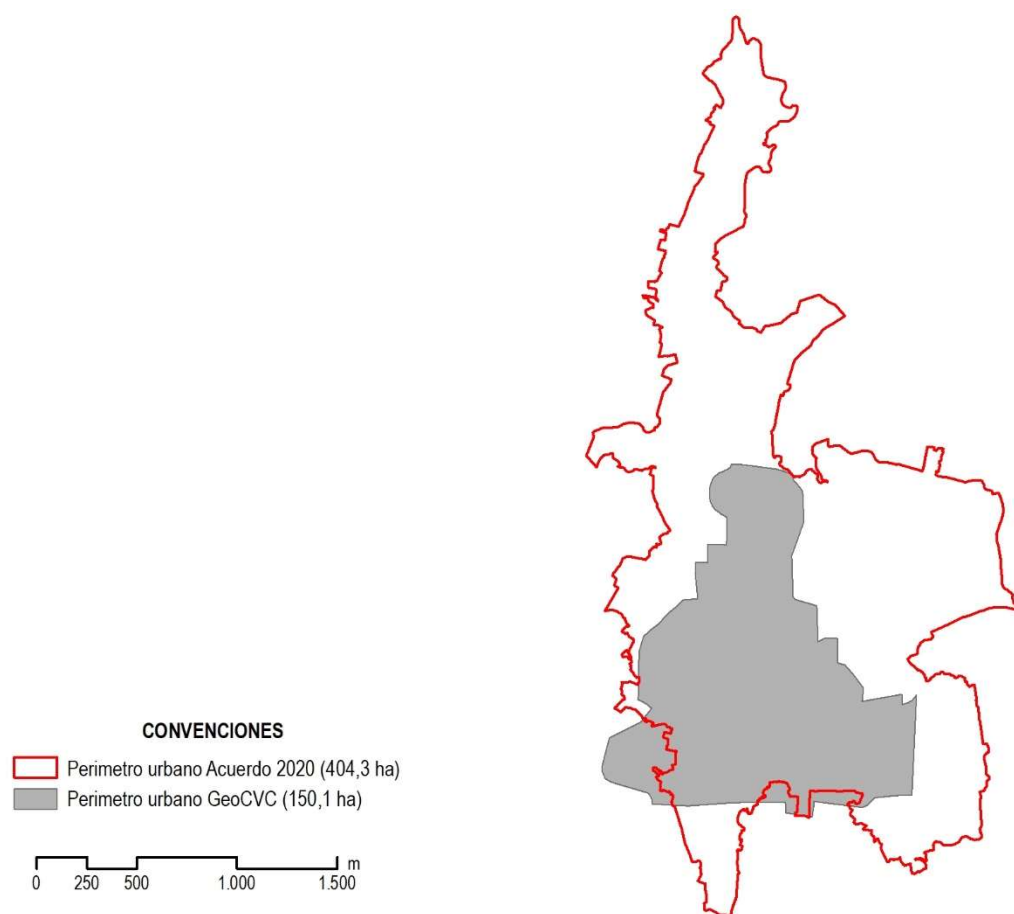 CONVENCIONES
Perimetro urbano Acuerdo 2020 (404,3 ha)
Perimetro urbano GeoCVC (150,1 ha)
m
0 250 500 1.000 1.500